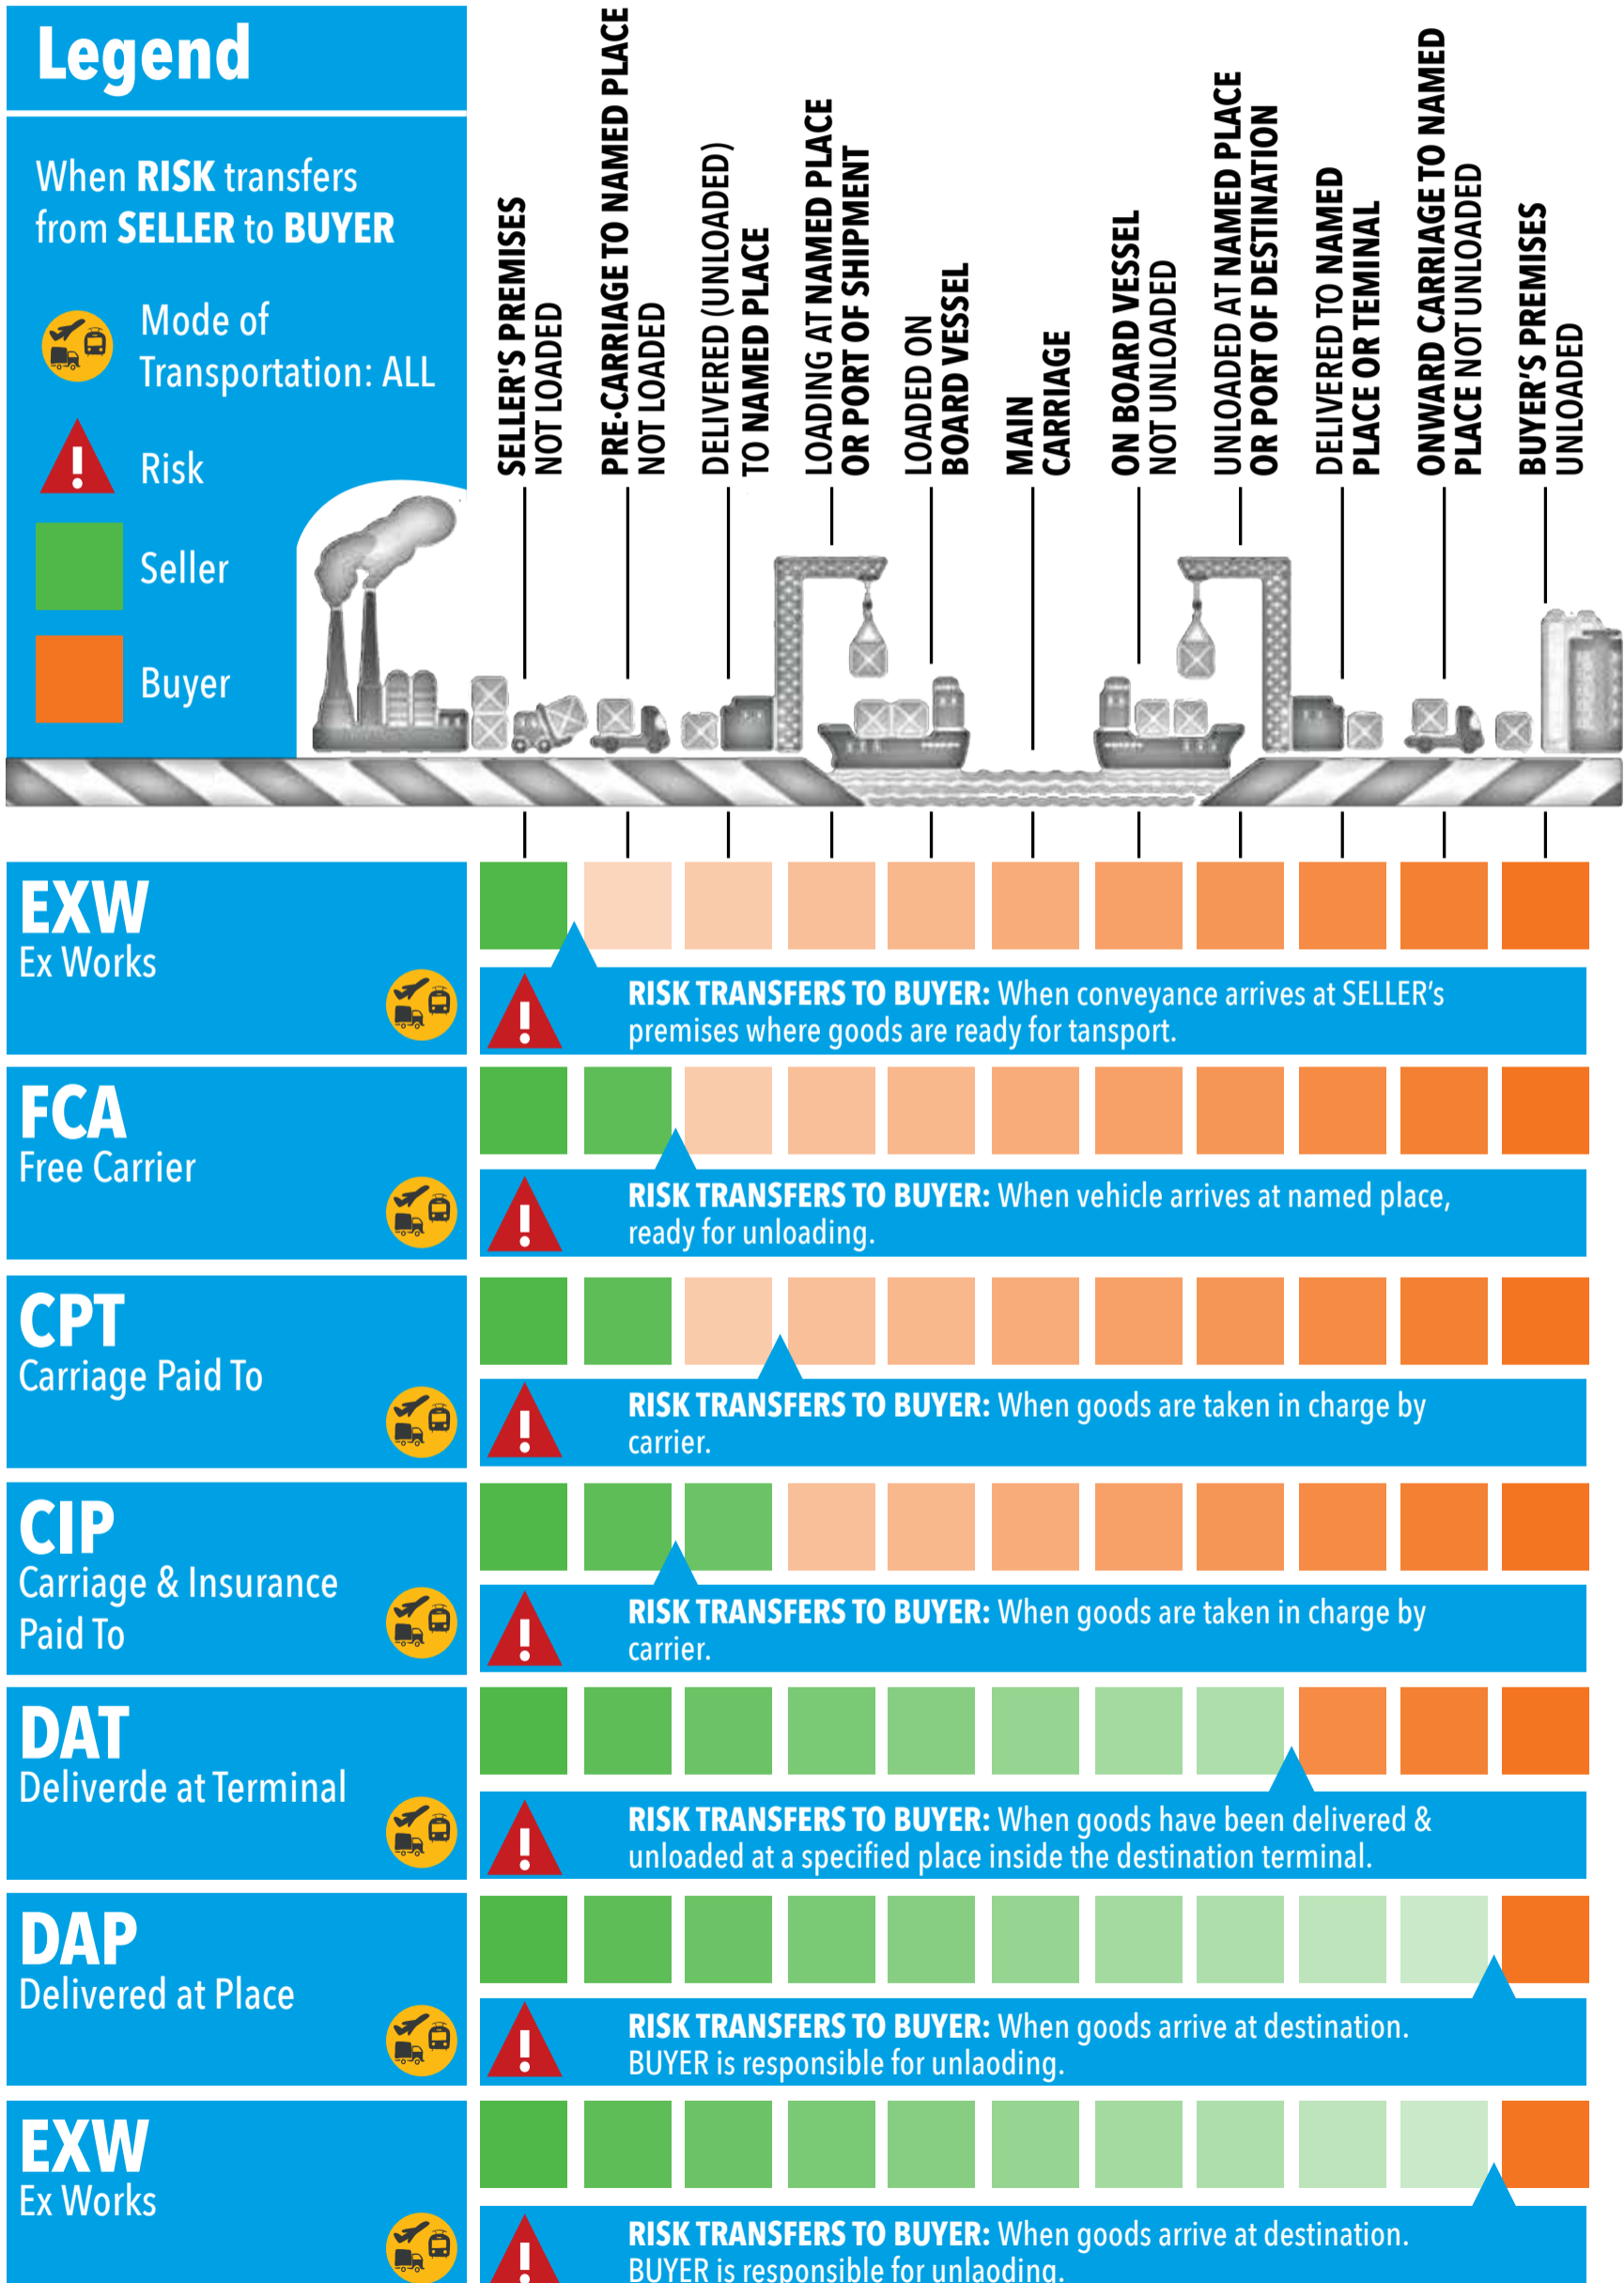 Legend
When RISK transfers
from SELLER to BUYER
Mode of
Transportation: ALL
Risk
Seller
Buyer
SELLER'S PREMISES
NOT LOADED
PRE-CARRIAGE TO NAMED PLACE
NOT LOADED
DELIVERED (UNLOADED)
TO NAMED PLACE
LOADING AT NAMED PLACE
OR PORT OF SHIPMENT
LOADED ON
BOARD VESSEL
MAIN
CARRIAGE
ON BOARD VESSEL
NOT UNLOADED
UNLOADED AT NAMED PLACE
OR PORT OF DESTINATION
DELIVERED TO NAMED
PLACE OR TEMINAL
ONWARD CARRIAGE TO NAMED
PLACE NOT UNLOADED
BUYER'S PREMISES
UNLOADED
EXW
Ex Works
RISK TRANSFERS TO BUYER: When conveyance arrives at SELLER's
premises where goods are ready for tansport.
FCA
Free Carrier
RISK TRANSFERS TO BUYER: When vehicle arrives at named place,
ready for unloading.
CPT
Carriage Paid To
RISK TRANSFERS TO BUYER: When goods are taken in charge by
carrier.
CIP
Carriage & Insurance
Paid To
RISK TRANSFERS TO BUYER: When goods are taken in charge by
carrier.
DAT
Deliverde at Terminal
RISK TRANSFERS TO BUYER: When goods have been delivered &
unloaded at a specified place inside the destination terminal.
DAP
Delivered at Place
RISK TRANSFERS TO BUYER: When goods arrive at destination.
BUYER is responsible for unlaoding.
EXW
Ex Works
RISK TRANSFERS TO BUYER: When goods arrive at destination.
BUYER is responsible for unlaoding.